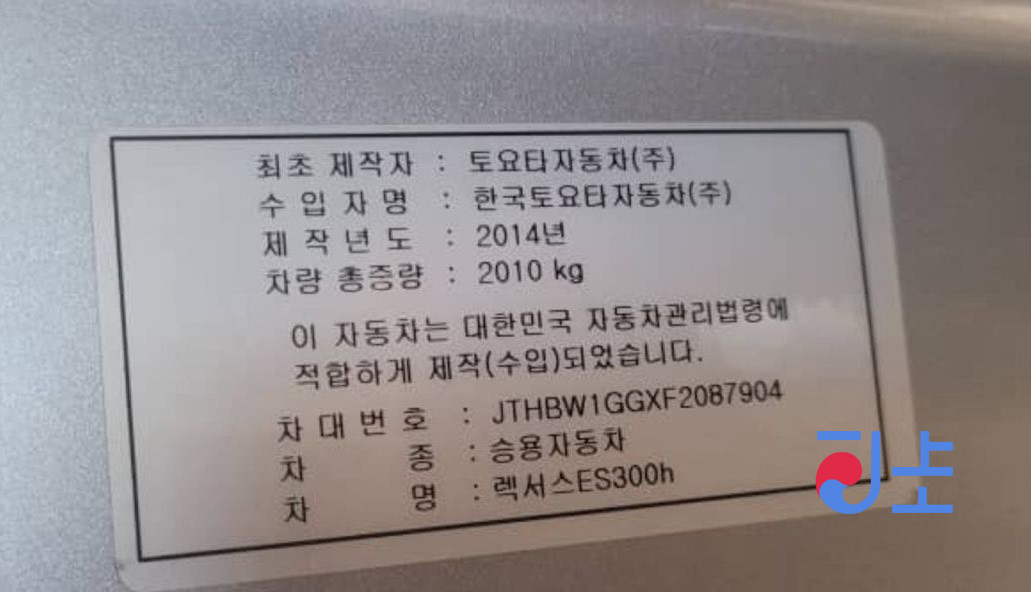 최초 제작자 : 토요타자동차(주)
수 입 자 명 : 한국토요타자동차(주)
제 작 년 도 : 2014년
차량 총중량 : 2010 kg
이 자동차는 대한민국 자동차관리법령에
적합하게 제작(수입)되었습니다.
차 대 번 호 : JTHBW1GGXF2087904
차 종 : 승용자동차
차 명 : 렉서스ES300h